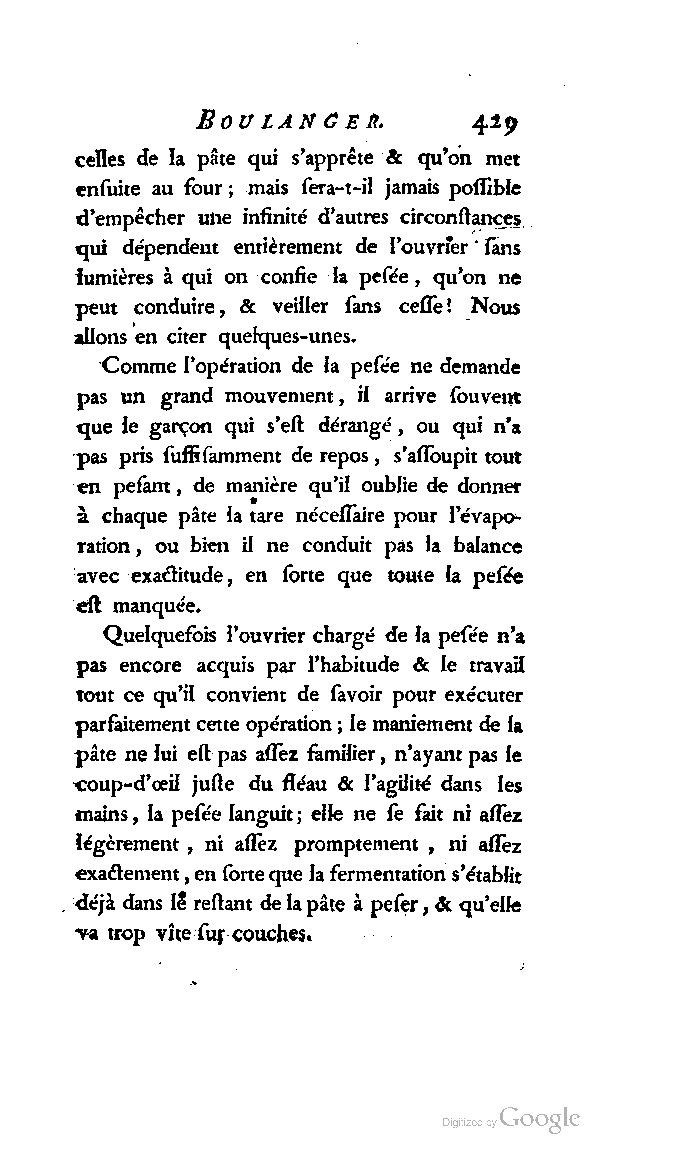 BOULANGER. 429
celles de la pâte qui s'apprête & qu'on met
enſuite au four ; mais ſera-t-il jamais poſſible
d'empêcher une infinité d'autres circonſtances
qui dépendent entièrement de l'ouvrier ſans
lumières à qui on confie la peſée, qu'on ne
peut conduire, & veiller ſans ceſſe! Nous
allons en citer quelques-unes.
Comme l'opération de la peſée ne demande
pas un grand mouvement, il arrive ſouvent
que le garçon qui s'eſt dérangé, ou qui n'a
pas pris ſuffiſamment de repos, s'aſſoupit tout
en peſant, de manière qu'il oublie de donner
à chaque pâte la tare néceſſaire pour l'évapo-
ration, ou bien il ne conduit pas la balance
avec exactitude, en ſorte que toute la peſée
eſt manquée.
Quelquefois l'ouvrier chargé de la peſée n'a
pas encore acquis par l'habitude & le travail
tout ce qu'il convient de ſavoir pour exécuter
parfaitement cette opération ; le maniement de la
pâte ne lui eſt pas aſſez familier, n'ayant pas le
coup-d'œil juſte du fléau & l'agilité dans les
mains, la peſée languit; elle ne ſe fait ni aſſez
légèrement, ni aſſez promptement, ni aſſez
exactement, en ſorte que la fermentation s'établit
déjà dans le reſtant de la pâte à peſer, & qu'elle
va trop vîte ſur couches.
Digitized by Google